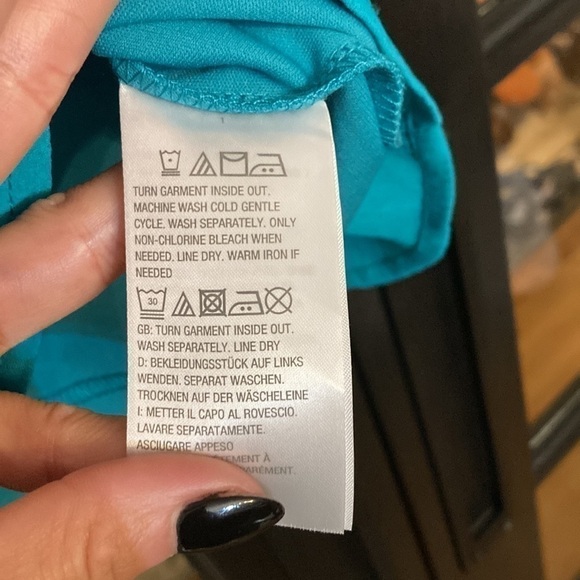 TURN GARMENT INSIDE OUT.
MACHINE WASH COLD GENTLE
CYCLE. WASH SEPARATELY. ONLY
NON-CHLORINE BLEACH WHEN
NEEDED. LINE DRY. WARM IRON IF
NEEDED
30
GB: TURN GARMENT INSIDE OUT.
WASH SEPARATELY. LINE DRY
D: BEKLEIDUNGSSTÜCK AUF LINKS
WENDEN. SEPARAT WASCHEN.
TROCKNEN AUF DER WÄSCHELEINE
I: METTER IL CAPO AL ROVESCIO.
LAVARE SEPARATAMENTE.
ASCIUGARE APPESO
À